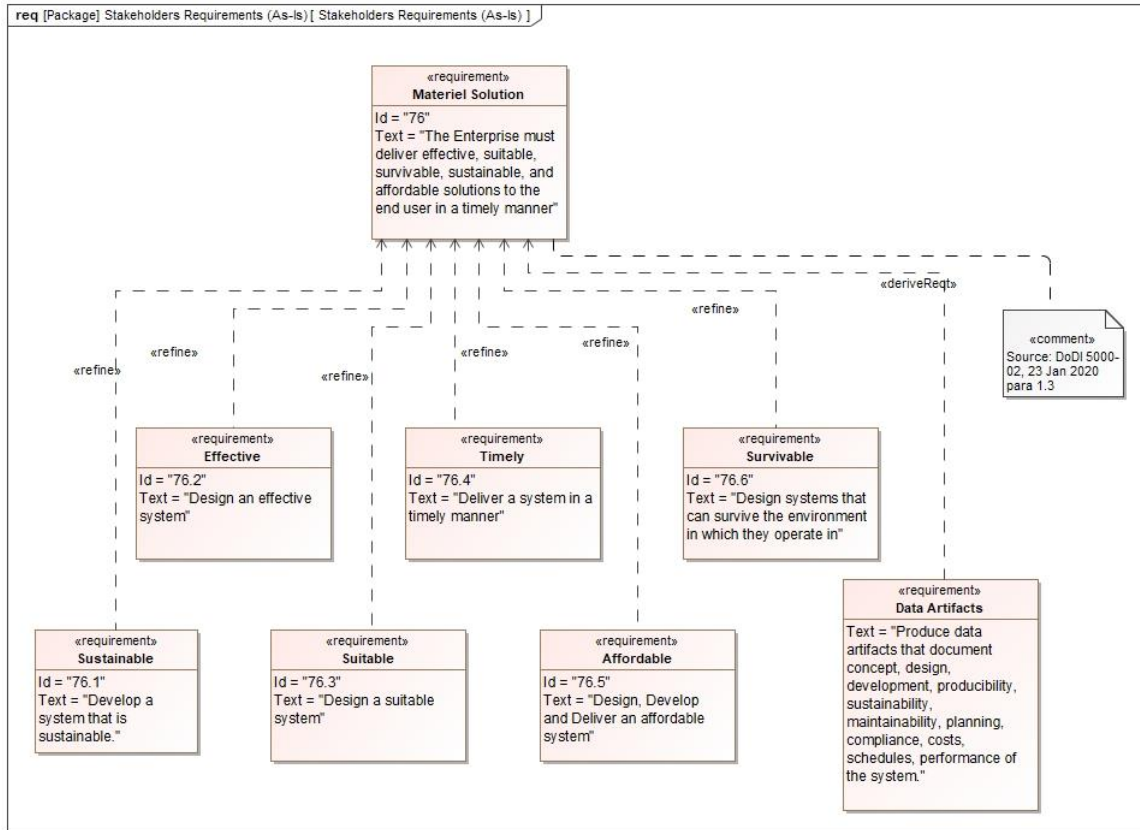 req [Package] Stakeholders Requirements (As-Is) [ Stakeholders Requirements (As-Is) ]
«requirement»
Materiel Solution
Id = "76"
Text = "The Enterprise must
deliver effective, suitable,
survivable, sustainable, and
affordable solutions to the
end user in a timely manner"
«deriveReqt»
«refine»
«refine»
«refine»
«refine»
«refine»
«refine»
«comment»
Source: DoDI 5000-
02, 23 Jan 2020
para 1.3
«requirement»
Effective
Id = "76.2"
Text = "Design an effective
system"
«requirement»
Timely
Id = "76.4"
Text = "Deliver a system in a
timely manner"
«requirement»
Survivable
Id = "76.6"
Text = "Design systems that
can survive the environment
in which they operate in"
«requirement»
Sustainable
Id = "76.1"
Text = "Develop a
system that is
sustainable."
«requirement»
Suitable
Id = "76.3"
Text = "Design a suitable
system"
«requirement»
Affordable
Id = "76.5"
Text = "Design, Develop
and Deliver an affordable
system"
«requirement»
Data Artifacts
Text = "Produce data
artifacts that document
concept, design,
development, producibility,
sustainability,
maintainability, planning,
compliance, costs,
schedules, performance of
the system."